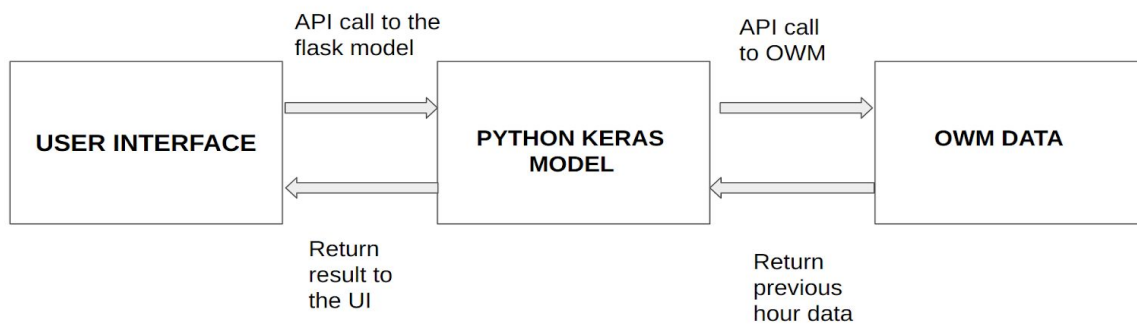 API call to the
flask model
API call
to OWM
USER INTERFACE
PYTHON KERAS
MODEL
OWM DATA
Return
result to
the UI
Return
previous
hour data